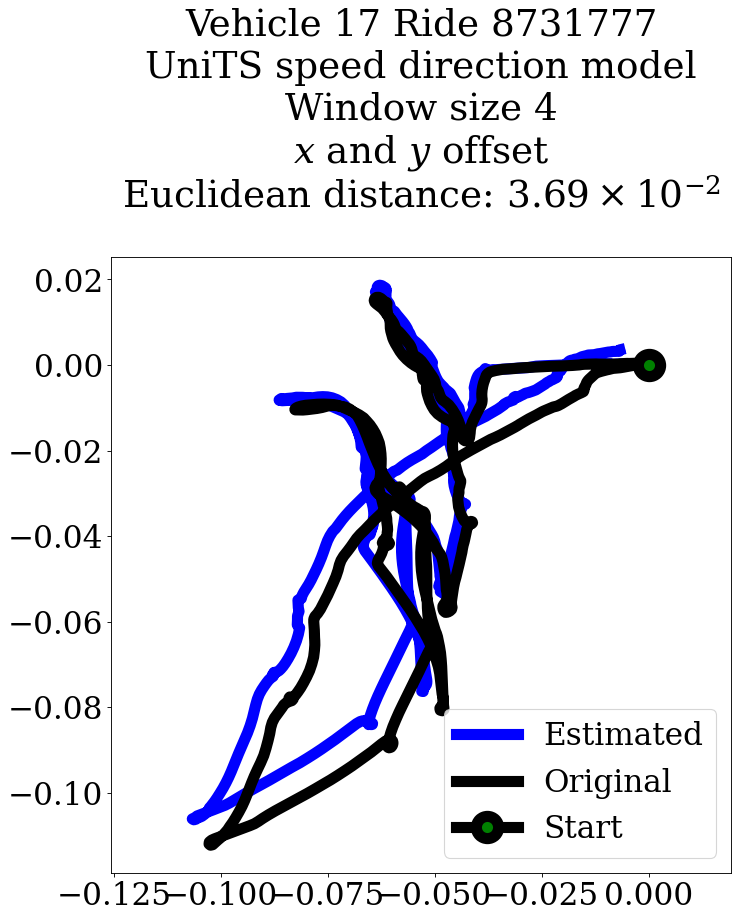 Vehicle 17 Ride 8731777
UniTS speed direction model
Window size 4
x and y offset
Euclidean distance: 3.69 × 10⁻²
0.02
0.00
−0.02
−0.04
−0.06
−0.08
−0.10
Estimated
Original
Start
−0.125 −0.100 −0.075 −0.050 −0.025 0.000